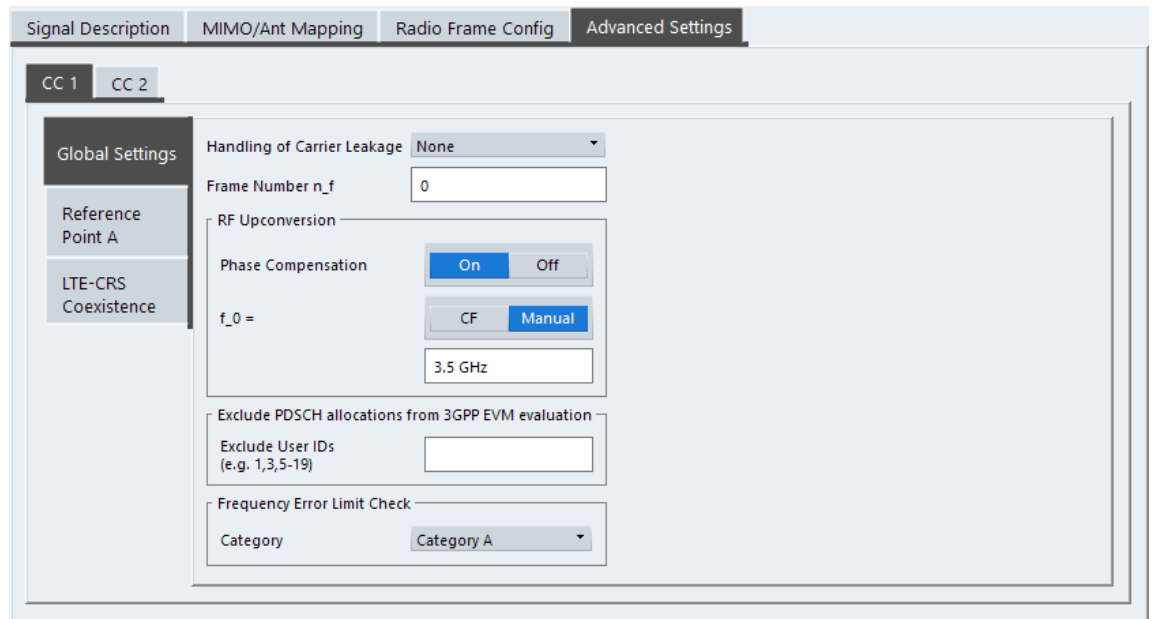 Signal Description MIMO/Ant Mapping Radio Frame Config Advanced Settings
CC 1 CC 2
Global Settings
Reference
Point A
LTE-CRS
Coexistence
Handling of Carrier Leakage None
Frame Number n_f 0
RF Upconversion
Phase Compensation On Off
f_0 = CF Manual
3.5 GHz
Exclude PDSCH allocations from 3GPP EVM evaluation
Exclude User IDs
(e.g. 1,3,5-19)
Frequency Error Limit Check
Category Category A